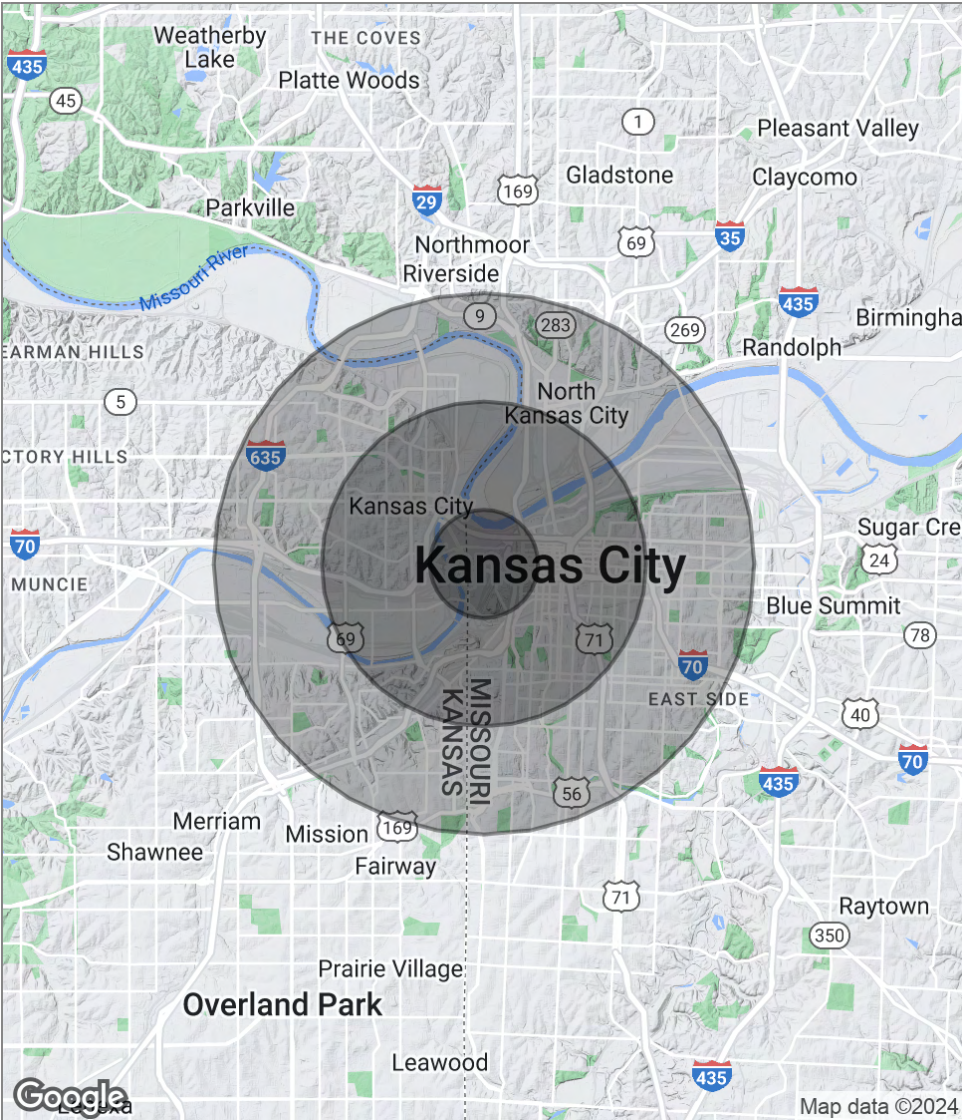 Weatherby
Lake
THE COVES
Platte Woods
435
45
1
Pleasant Valley
Gladstone
Claycomo
169
29
Parkville
69
35
Northmoor
Riverside
Missouri River
435
9
283
269
Birmingha
EARMAN HILLS
Randolph
5
North
Kansas City
CTORY HILLS
635
Kansas City
70
Sugar Cre
24
Kansas City
MUNCIE
Blue Summit
69
71
78
70
EAST SIDE
MISSOURI
KANSAS
40
70
435
56
Merriam
Mission
169
Shawnee
Fairway
71
Raytown
350
Prairie Village
Overland Park
Leawood
435
Google
Map data ©2024